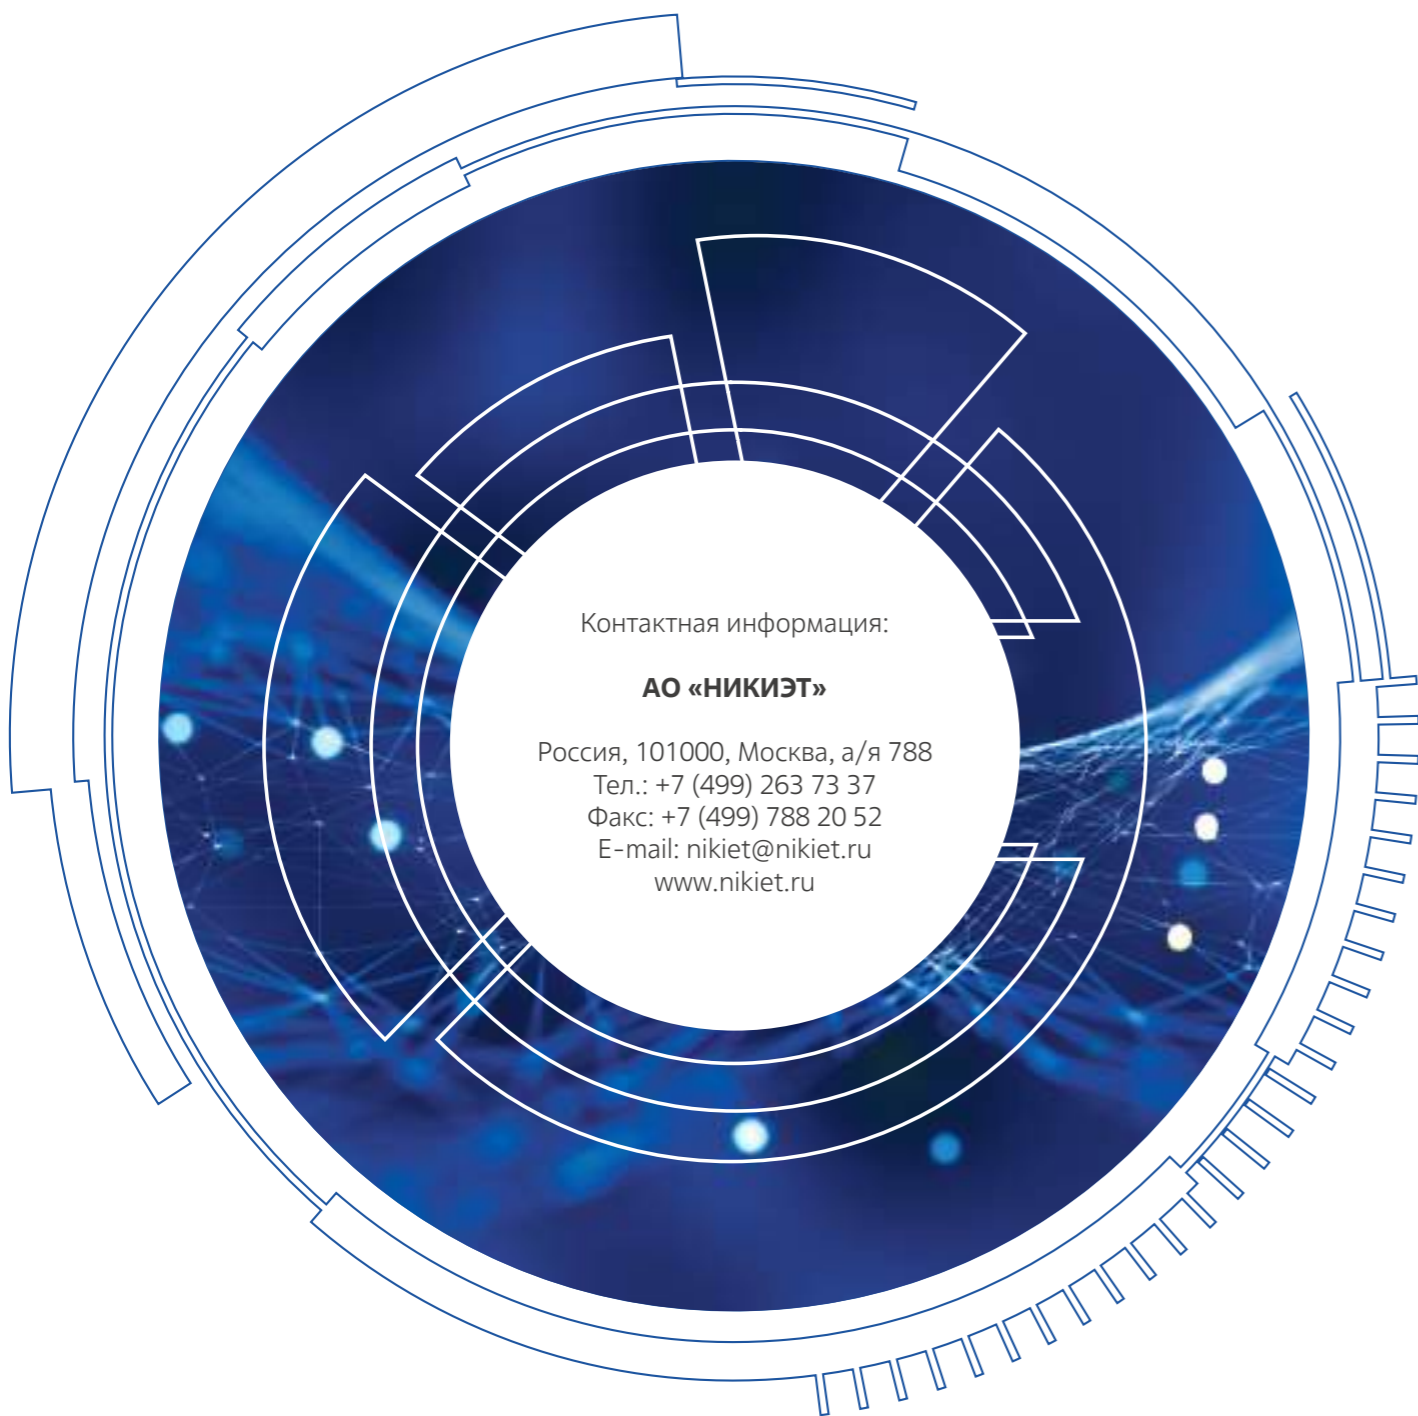 Контактная информация:
АО «НИКИЭТ»
Россия, 101000, Москва, а/я 788
Тел.: +7 (499) 263 73 37
Факс: +7 (499) 788 20 52
E-mail: nikiet@nikiet.ru
www.nikiet.ru